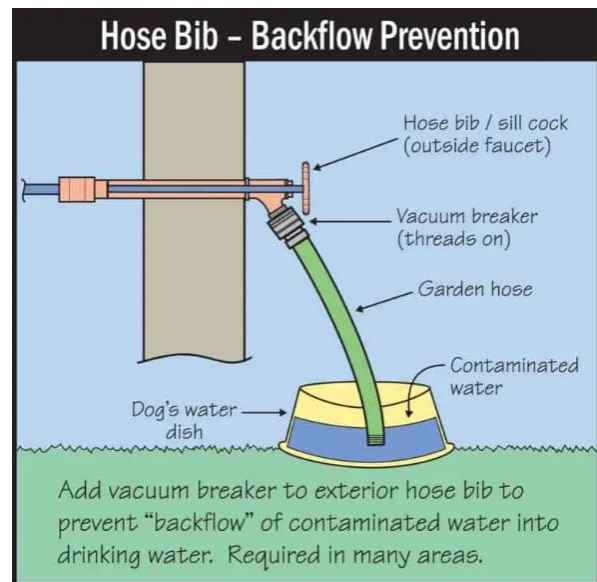 Hose Bib – Backflow Prevention
Hose bib / sill cock
(outside faucet)
Vacuum breaker
(threads on)
Garden hose
Contaminated
water
Dog's water
dish
Add vacuum breaker to exterior hose bib to
prevent “backflow” of contaminated water into
drinking water. Required in many areas.